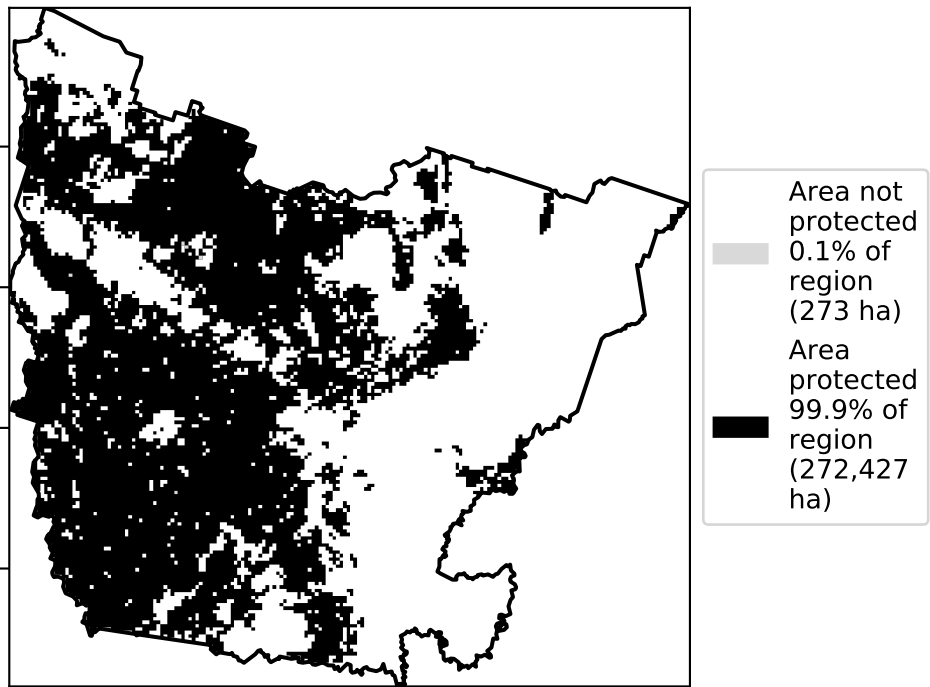 Area not
protected
0.1% of
region
(273 ha)
Area
protected
99.9% of
region
(272,427
ha)